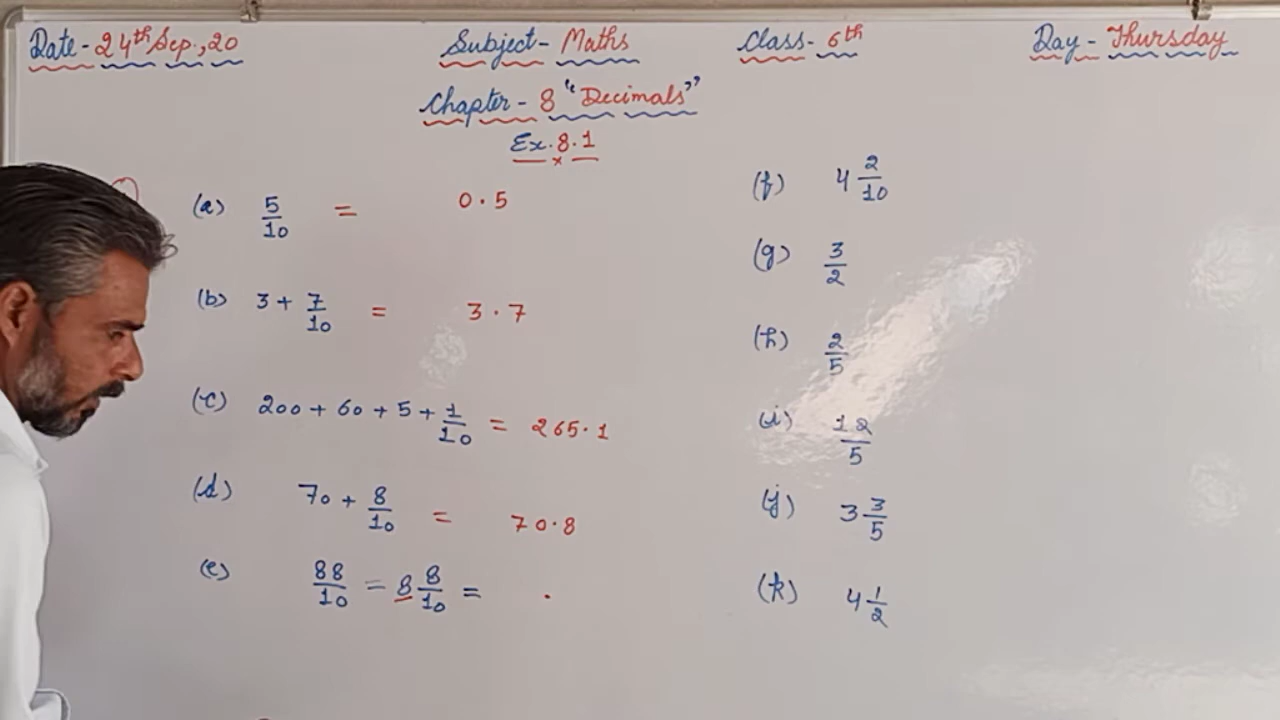 Date - 24th Sep., 20 Subject - Maths Class - 6th Day - Thursday
Chapter - 8 "Decimals"
Ex. 8.1
(a) 5/10 = 0.5
(b) 3 + 7/10 = 3.7
(c) 200 + 60 + 5 + 1/10 = 265.1
(d) 70 + 8/10 = 70.8
(e) 88/10 = 8 8/10 = .
(f) 4 2/10
(g) 3/2
(h) 2/5
(i) 12/5
(j) 3 3/5
(k) 4 1/2